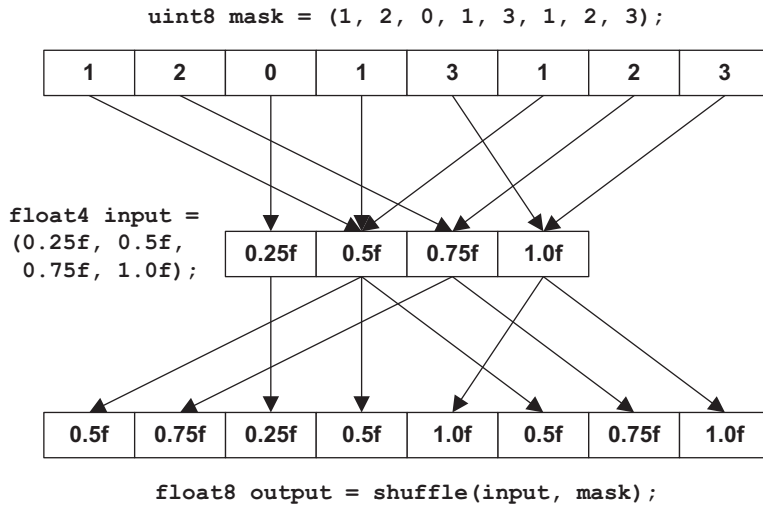 uint8 mask = (1, 2, 0, 1, 3, 1, 2, 3);
1 2 0 1 3 1 2 3
float4 input =
(0.25f, 0.5f,
0.75f, 1.0f);
0.25f 0.5f 0.75f 1.0f
0.5f 0.75f 0.25f 0.5f 1.0f 0.5f 0.75f 1.0f
float8 output = shuffle(input, mask);